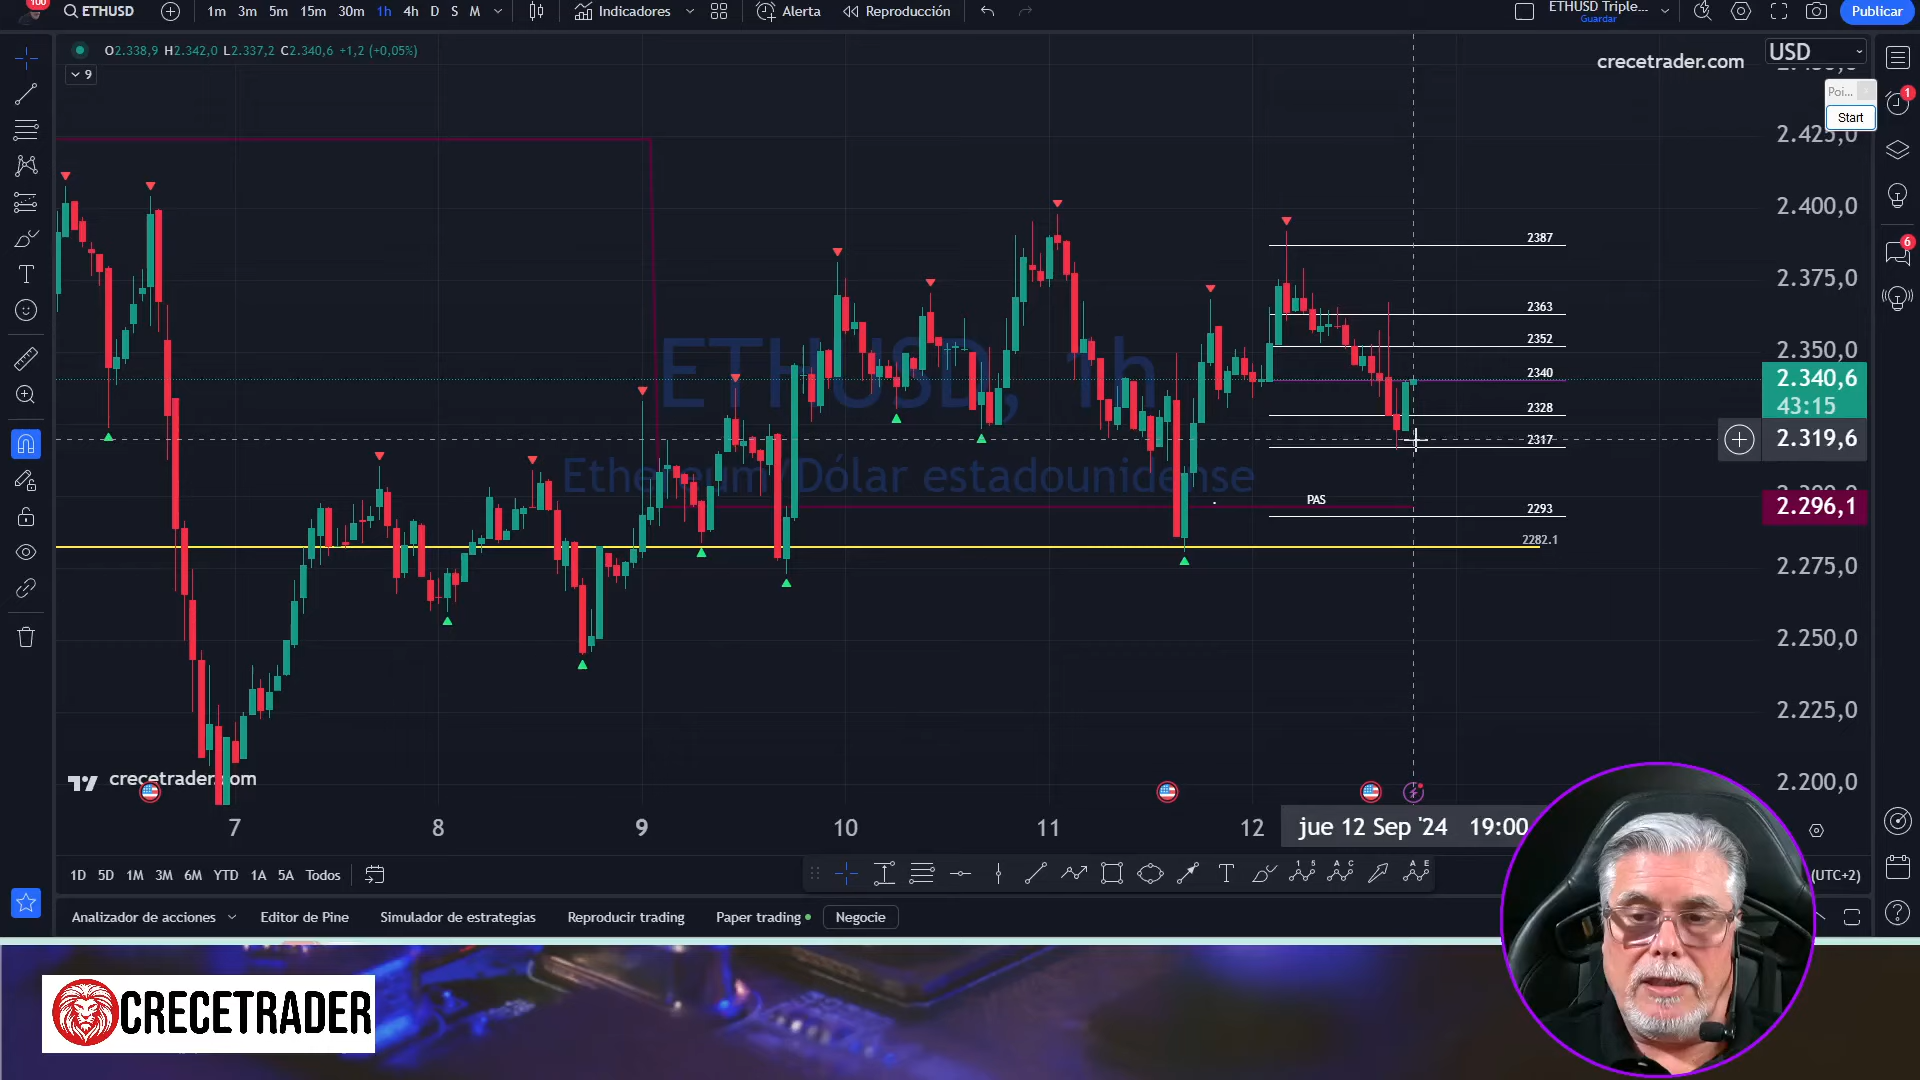 100
ETHUSD
1m 3m 5m 15m 30m 1h 4h D S M
Indicadores
Alerta
Reproducción
ETHUSD Triple...
Guardar
Publicar
O2.338,9 H2.342,0 L2.337,2 C2.340,6 +1,2 (+0,05%)
9
crecetrader.com
USD
Poi...
Start
1
6
2.425,0
2.400,0
2.375,0
2.350,0
2.340,6
43:15
2.319,6
2.296,1
2.275,0
2.250,0
2.225,0
2.200,0
2387
2363
2352
2340
2328
2317
PAS
2293
2282.1
ETHUSD, 1h
Ethereum/Dólar estadounidense
crecetrader.com
7 8 9 10 11 12
jue 12 Sep '24 19:00
1D 5D 1M 3M 6M YTD 1A 5A Todos
(UTC+2)
Analizador de acciones
Editor de Pine
Simulador de estrategias
Reproducir trading
Paper trading
Negocie
CRECETRADER